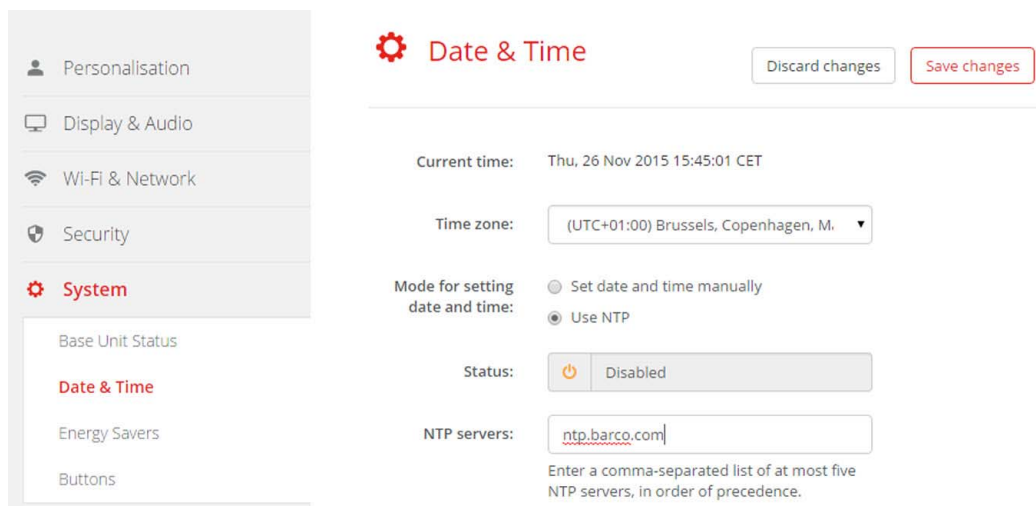 Personalisation
Display & Audio
Wi-Fi & Network
Security
System
Base Unit Status
Date & Time
Energy Savers
Buttons
Date & Time
Discard changes
Save changes
Current time: Thu, 26 Nov 2015 15:45:01 CET
Time zone: (UTC+01:00) Brussels, Copenhagen, M
Mode for setting
date and time:
Set date and time manually
Use NTP
Status: Disabled
NTP servers: ntp.barco.com
Enter a comma-separated list of at most five
NTP servers, in order of precedence.